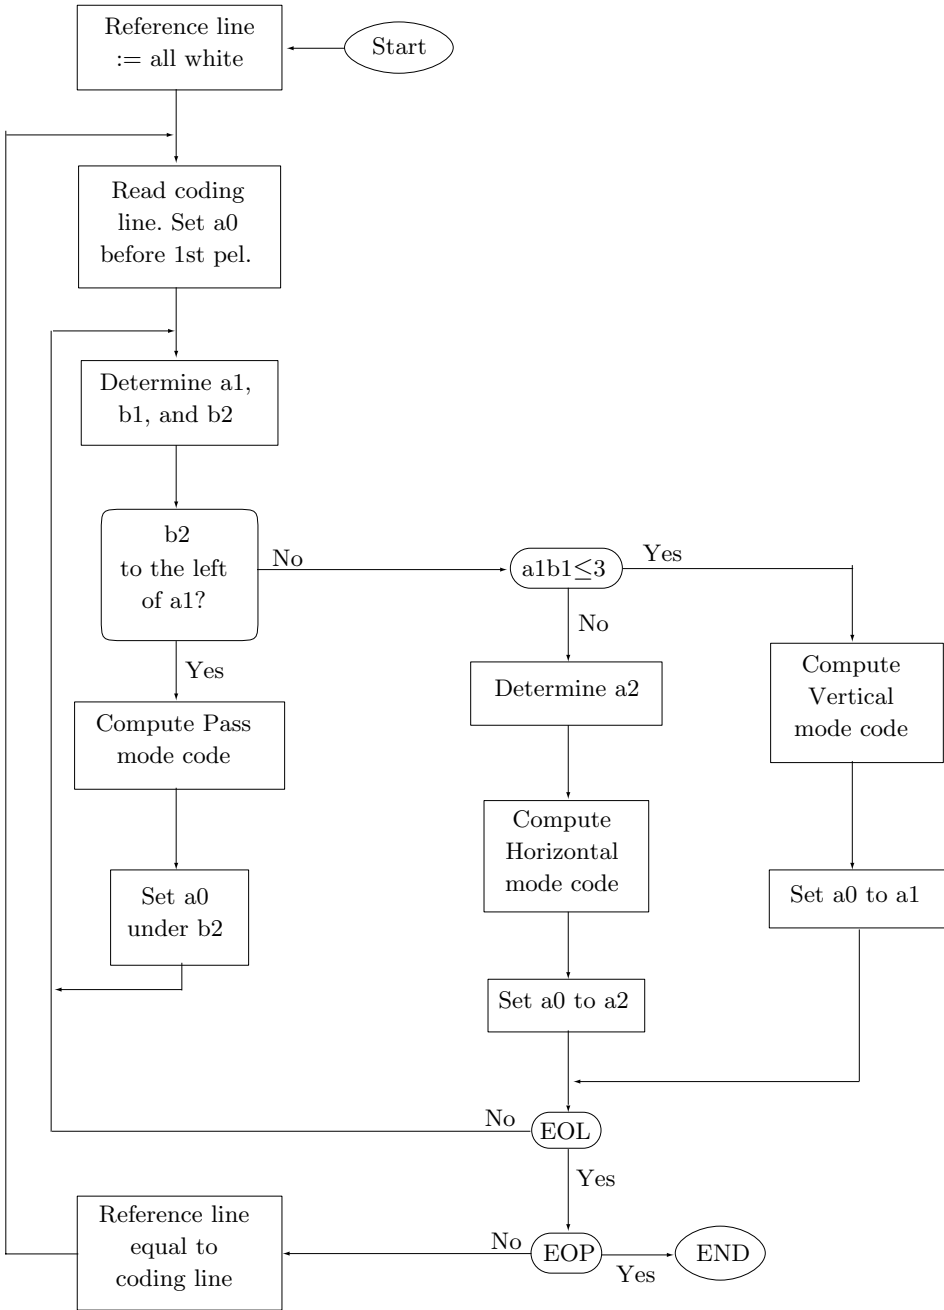 Reference line
:= all white
Start
Read coding
line. Set a0
before 1st pel.
Determine a1,
b1, and b2
b2
to the left
of a1?
No
a1b1≤3
Yes
No
Yes
Determine a2
Compute
Vertical
mode code
Compute Pass
mode code
Compute
Horizontal
mode code
Set a0
under b2
Set a0 to a1
Set a0 to a2
No
EOL
Yes
Reference line
equal to
coding line
No
EOP
Yes
END